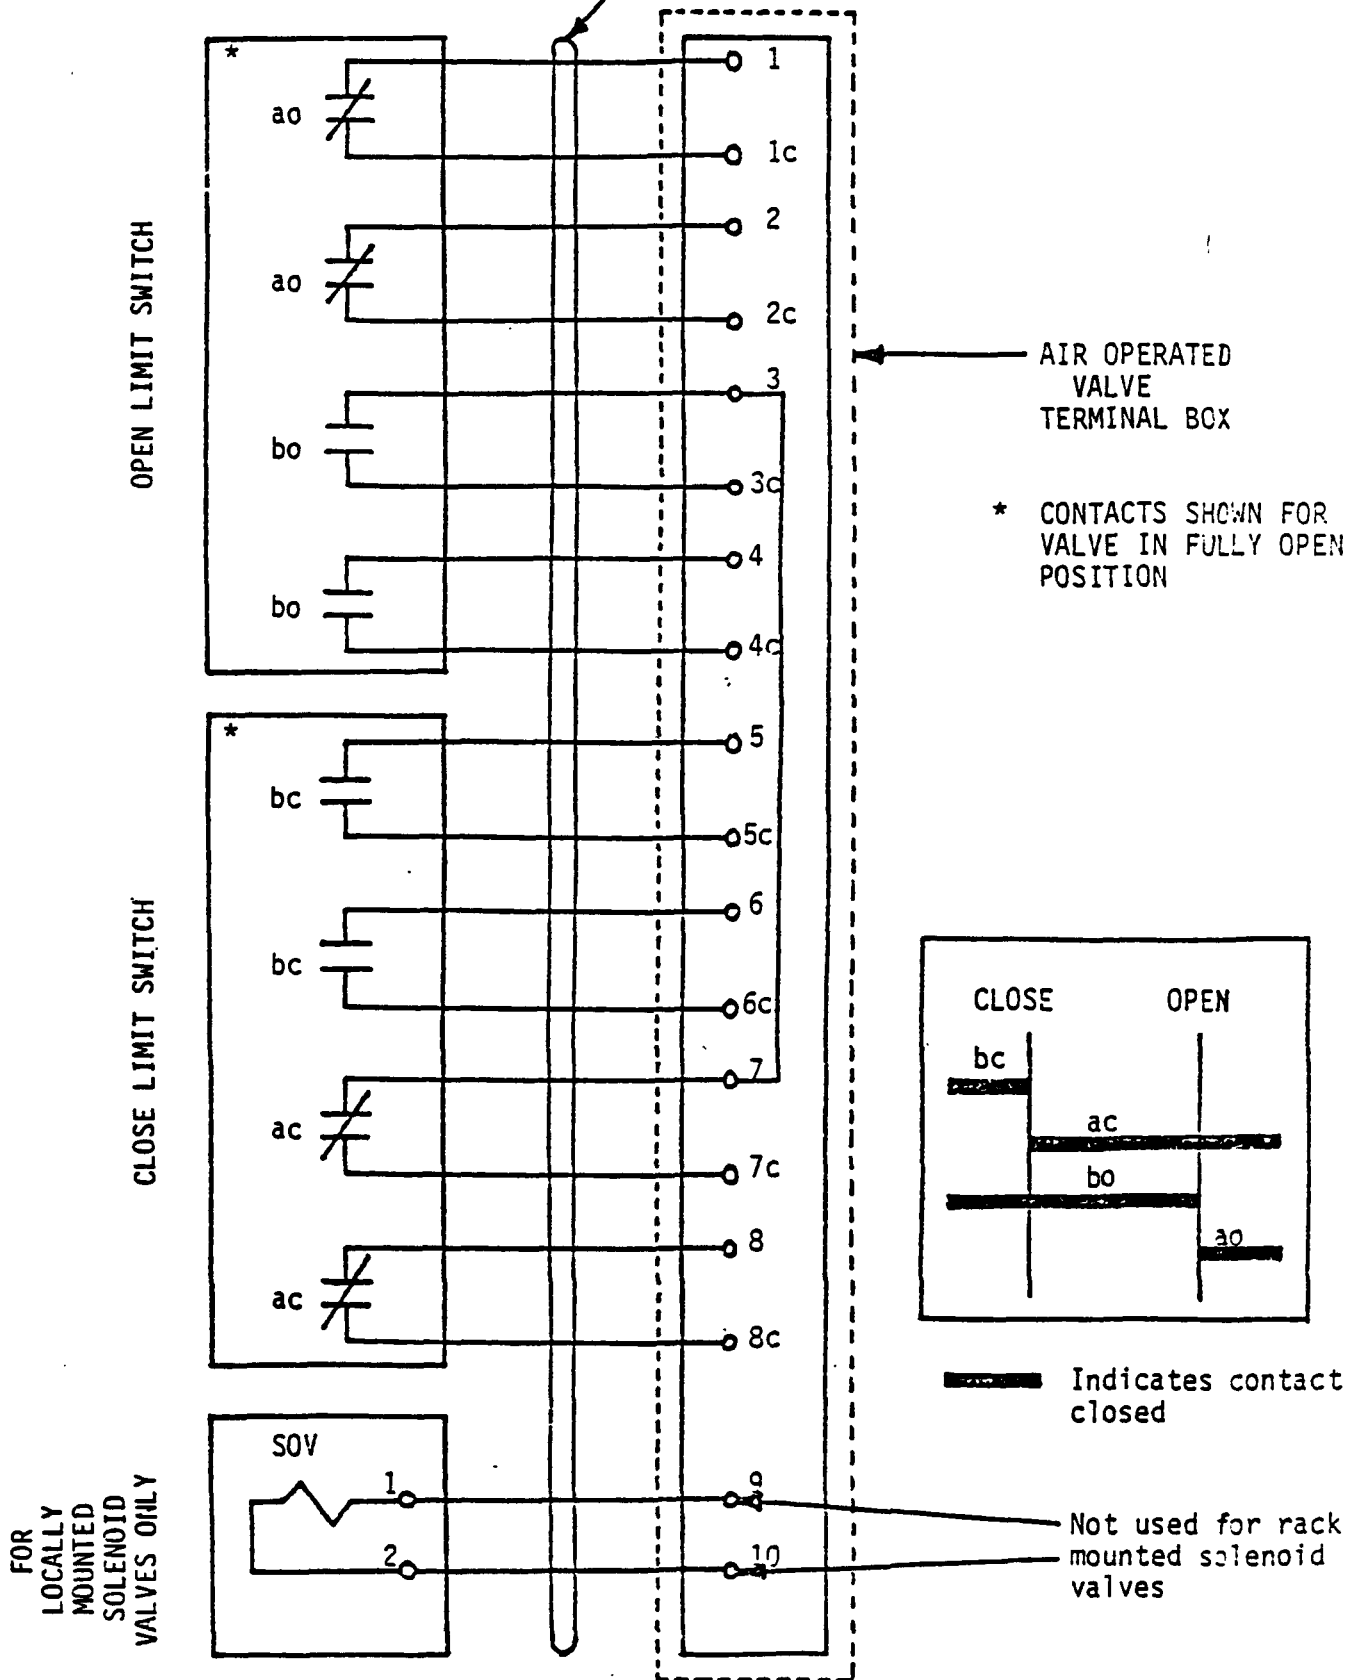 *
ao
1
1c
ao
2
2c
bo
3
3c
bo
4
4c
OPEN LIMIT SWITCH
AIR OPERATED
VALVE
TERMINAL BOX
* CONTACTS SHOWN FOR
VALVE IN FULLY OPEN
POSITION
*
bc
5
5c
bc
6
6c
ac
7
7c
ac
8
8c
CLOSE LIMIT SWITCH
CLOSE OPEN
bc
ac
bo
ao
Indicates contact
closed
SOV
1
2
9
10
FOR
LOCALLY
MOUNTED
SOLENOID
VALVES ONLY
Not used for rack
mounted solenoid
valves